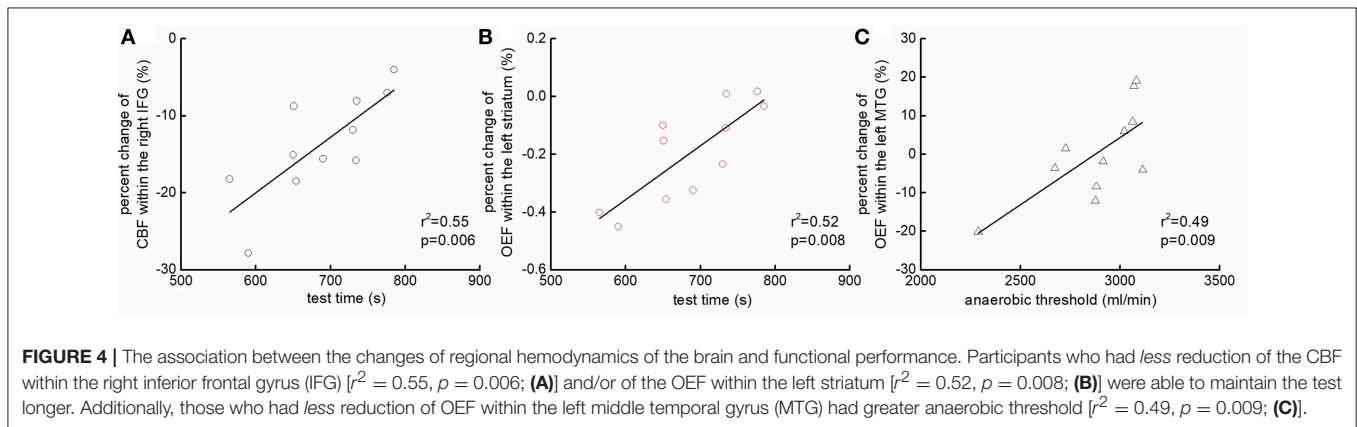 A
percent change of
CBF within the right IFG (%)
0
-10
-20
-30
500
600
700
800
900
test time (s)
r²=0.55
p=0.006
B
percent change of
OEF within the left striatum (%)
0.0
-0.2
-0.4
-0.6
500
600
700
800
900
test time (s)
r²=0.52
p=0.008
C
percent change of
OEF within the left MTG (%)
30
20
10
0
-10
-20
-30
2000
2500
3000
3500
anaerobic threshold (ml/min)
r²=0.49
p=0.009
FIGURE 4 | The association between the changes of regional hemodynamics of the brain and functional performance. Participants who had less reduction of the CBF
within the right inferior frontal gyrus (IFG) [r² = 0.55, p = 0.006; (A)] and/or of the OEF within the left striatum [r² = 0.52, p = 0.008; (B)] were able to maintain the test
longer. Additionally, those who had less reduction of OEF within the left middle temporal gyrus (MTG) had greater anaerobic threshold [r² = 0.49, p = 0.009; (C)].